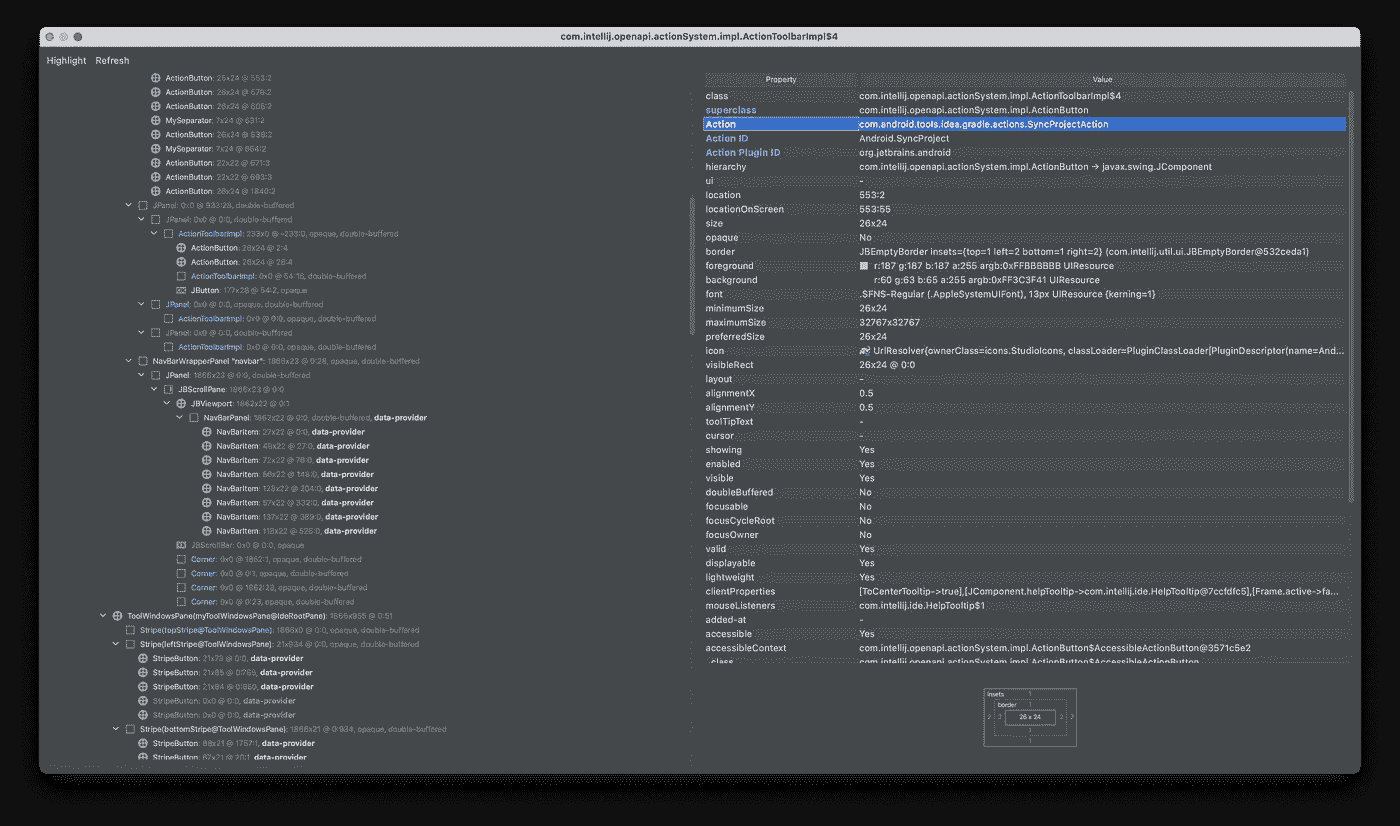 com.intellij.openapi.actionSystem.impl.ActionToolbarImpl$4
Highlight Refresh
ActionButton: 26x24 @ 553:2
ActionButton: 26x24 @ 579:2
ActionButton: 26x24 @ 605:2
MySeparator: 7x24 @ 631:2
ActionButton: 26x24 @ 638:2
MySeparator: 7x24 @ 664:2
ActionButton: 22x22 @ 671:3
ActionButton: 22x22 @ 693:3
ActionButton: 26x24 @ 1840:2
JPanel: 0x0 @ 933:28, double-buffered
JPanel: 0x0 @ 0:0, double-buffered
ActionToolbarImpl: 233x0 @ -233:0, opaque, double-buffered
ActionButton: 26x24 @ 2:4
ActionButton: 26x24 @ 28:4
ActionToolbarImpl: 0x0 @ 54:16, double-buffered
JButton: 177x28 @ 54:2, opaque
JPanel: 0x0 @ 0:0, double-buffered
ActionToolbarImpl: 0x0 @ 0:0, opaque, double-buffered
JPanel: 0x0 @ 0:0, double-buffered
ActionToolbarImpl: 0x0 @ 0:0, opaque, double-buffered
NavBarWrapperPanel "navbar": 1866x23 @ 0:28, opaque, double-buffered
JPanel: 1866x23 @ 0:0, double-buffered
JBScrollPane: 1866x23 @ 0:0
JBViewport: 1862x22 @ 0:1
NavBarPanel: 1862x22 @ 0:0, double-buffered, data-provider
NavBarItem: 27x22 @ 0:0, data-provider
NavBarItem: 49x22 @ 27:0, data-provider
NavBarItem: 72x22 @ 76:0, data-provider
NavBarItem: 56x22 @ 148:0, data-provider
NavBarItem: 128x22 @ 204:0, data-provider
NavBarItem: 57x22 @ 332:0, data-provider
NavBarItem: 137x22 @ 389:0, data-provider
NavBarItem: 118x22 @ 526:0, data-provider
JBScrollBar: 0x0 @ 0:0, opaque
Corner: 0x0 @ 1862:1, opaque, double-buffered
Corner: 0x0 @ 0:1, opaque, double-buffered
Corner: 0x0 @ 1862:23, opaque, double-buffered
Corner: 0x0 @ 0:23, opaque, double-buffered
ToolWindowsPane(myToolWindowsPane@IdeRootPane): 1866x955 @ 0:51
Stripe(topStripe@ToolWindowsPane): 1866x0 @ 0:0, opaque, double-buffered
Stripe(leftStripe@ToolWindowsPane): 21x934 @ 0:0, opaque, double-buffered
StripeButton: 21x73 @ 0:0, data-provider
StripeButton: 21x85 @ 0:765, data-provider
StripeButton: 21x84 @ 0:850, data-provider
StripeButton: 0x0 @ 0:0, data-provider
StripeButton: 0x0 @ 0:0, data-provider
Stripe(bottomStripe@ToolWindowsPane): 1866x21 @ 0:934, opaque, double-buffered
StripeButton: 88x21 @ 1757:1, data-provider
StripeButton: 67x21 @ 20:1, data-provider
Property Value
class com.intellij.openapi.actionSystem.impl.ActionToolbarImpl$4
superclass com.intellij.openapi.actionSystem.impl.ActionButton
Action com.android.tools.idea.gradle.actions.SyncProjectAction
Action ID Android.SyncProject
Action Plugin ID org.jetbrains.android
hierarchy com.intellij.openapi.actionSystem.impl.ActionButton → javax.swing.JComponent
ui -
location 553:2
locationOnScreen 553:55
size 26x24
opaque No
border JBEmptyBorder insets={top=1 left=2 bottom=1 right=2} (com.intellij.util.ui.JBEmptyBorder@532ceda1)
foreground r:187 g:187 b:187 a:255 argb:0xFFBBBBBB UIResource
background r:60 g:63 b:65 a:255 argb:0xFF3C3F41 UIResource
font .SFNS-Regular (.AppleSystemUIFont), 13px UIResource {kerning=1}
minimumSize 26x24
maximumSize 32767x32767
preferredSize 26x24
icon UrlResolver{ownerClass=icons.StudioIcons, classLoader=PluginClassLoader[PluginDescriptor(name=And...
visibleRect 26x24 @ 0:0
layout -
alignmentX 0.5
alignmentY 0.5
toolTipText -
cursor -
showing Yes
enabled Yes
visible Yes
doubleBuffered No
focusable No
focusCycleRoot No
focusOwner No
valid Yes
displayable Yes
lightweight Yes
clientProperties [ToCenterTooltip->true],[JComponent.helpTooltip->com.intellij.ide.HelpTooltip@7ccfdfc5],[Frame.active->fa...
mouseListeners com.intellij.ide.HelpTooltip$1
added-at -
accessible Yes
accessibleContext com.intellij.openapi.actionSystem.impl.ActionButton$AccessibleActionButton@3571c5e2
_class com.intellij.openapi.actionSystem.impl.ActionButton$AccessibleActionButton
insets 1
border 1
2 2 26 x 24 2 2
1
1